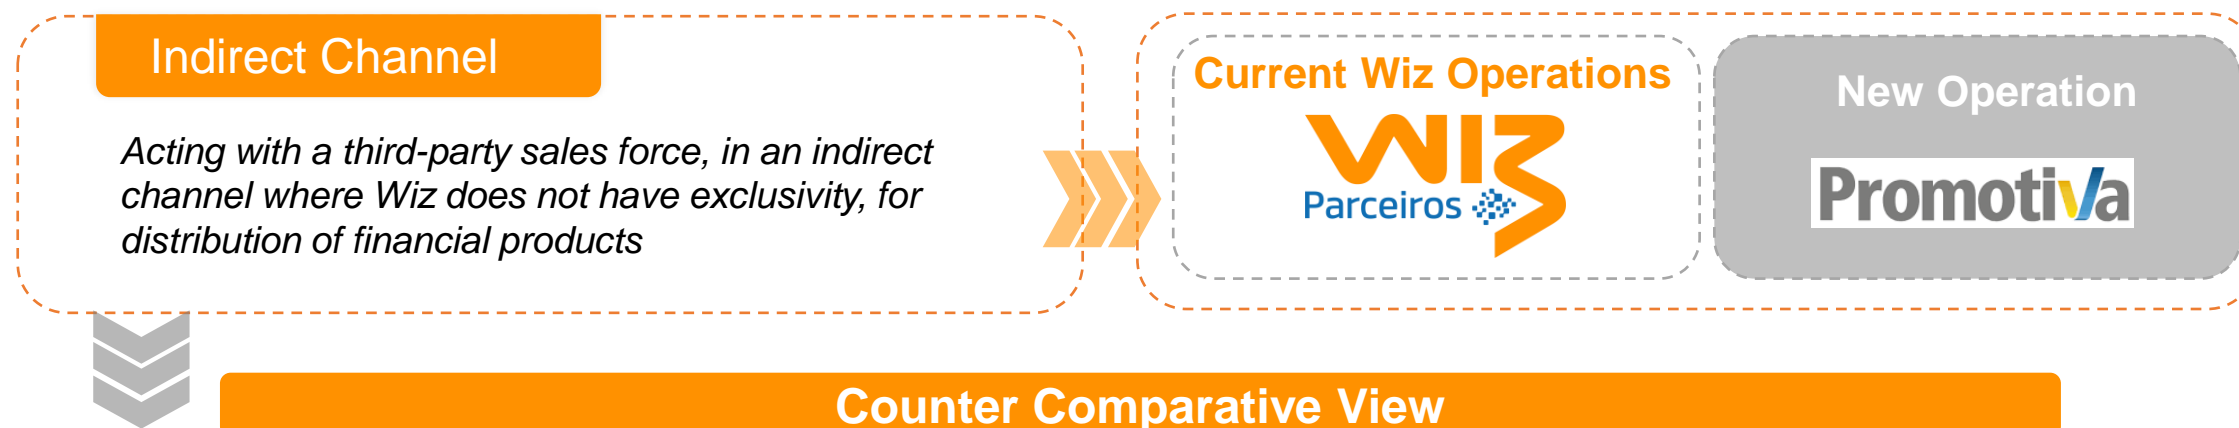 Indirect Channel
Acting with a third-party sales force, in an indirect
channel where Wiz does not have exclusivity, for
distribution of financial products
Current Wiz Operations
WIZ
Parceiros
New Operation
Promotiva
Counter Comparative View